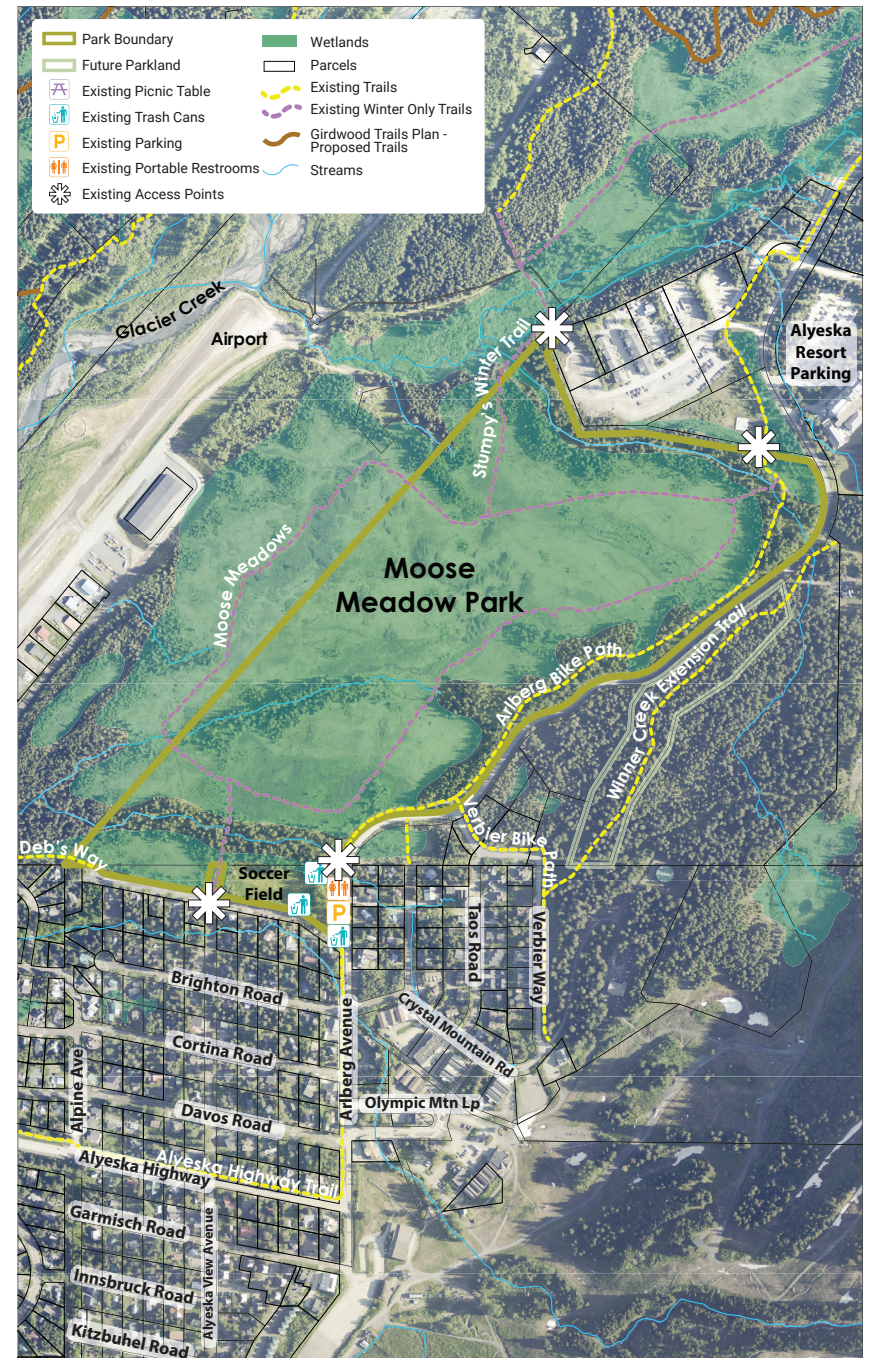 Park Boundary
Future Parkland
Existing Picnic Table
Existing Trash Cans
P
Existing Parking
Existing Portable Restrooms
Existing Access Points
Wetlands
Parcels
Existing Trails
Existing Winter Only Trails
Girdwood Trails Plan -
Proposed Trails
Streams
Glacier Creek
Airport
Stumpy's Winter Trail
Alyeska
Resort
Parking
Moose Meadows
Moose
Meadow Park
Arlberg Bike Path
Winner Creek Extension Trail
Verbier Bike
Path
Deb's Way
Soccer
Field
P
Taos Road
Verbier Way
Brighton Road
Crystal Mountain Rd
Cortina Road
Arlberg Avenue
Alpine Ave
Olympic Mtn Lp
Davos Road
Alyeska Highway Trail
Alyeska Highway
Garmisch Road
Alyeska View Avenue
Innsbruck Road
Kitzbuhel Road